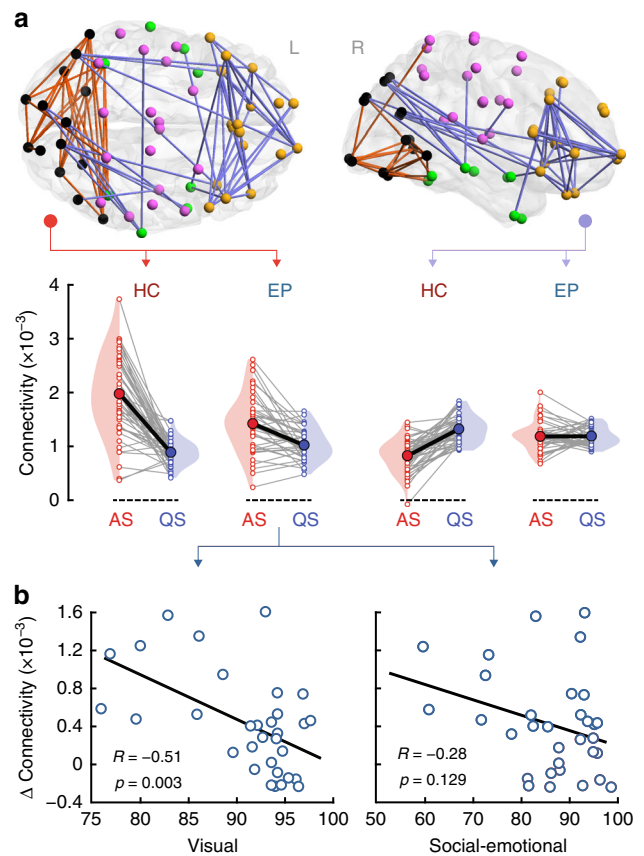 a
L R
HC EP HC EP
Connectivity (×10⁻³)
4
3
2
1
0
AS QS AS QS AS QS AS QS
b
Δ Connectivity (×10⁻³)
1.6
1.2
0.8
0.4
0
−0.4
R = −0.51
p = 0.003
75 80 85 90 95 100
Visual
R = −0.28
p = 0.129
50 60 70 80 90 100
Social-emotional